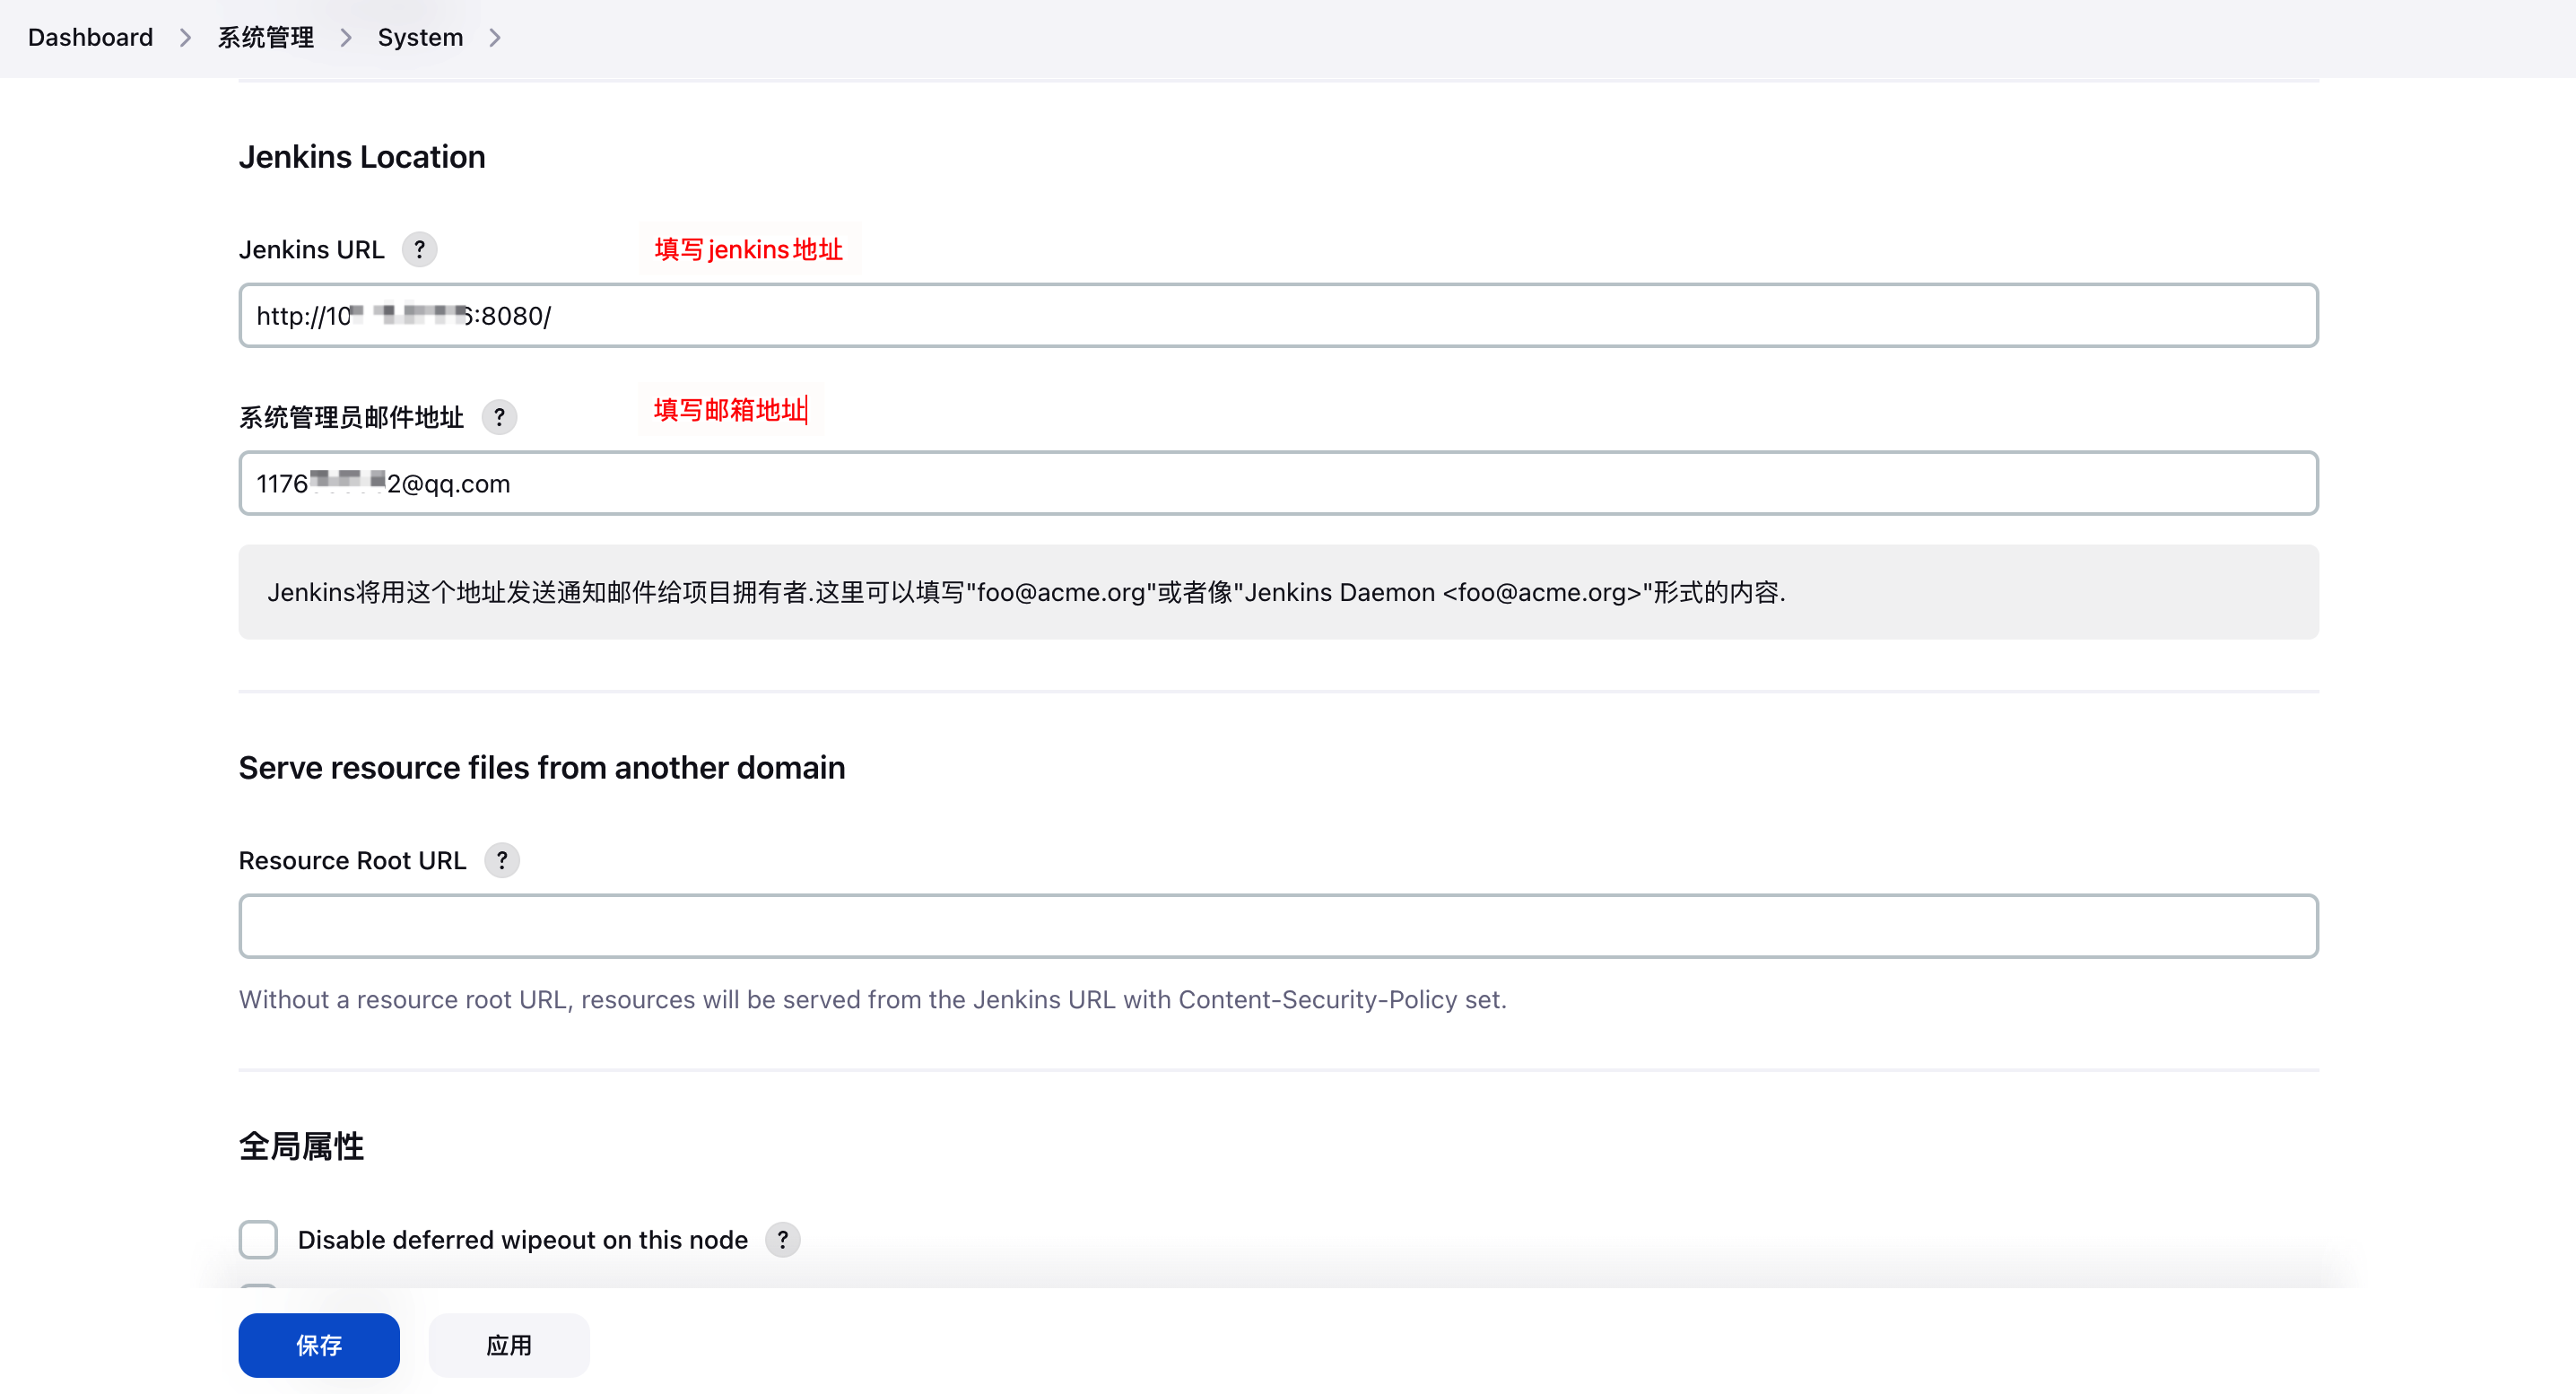 Dashboard > 系统管理 > System >
Jenkins Location
Jenkins URL ? 填写jenkins地址
http://10 6:8080/
系统管理员邮件地址 ? 填写邮箱地址
1176 2@qq.com
Jenkins将用这个地址发送通知邮件给项目拥有者.这里可以填写"foo@acme.org"或者像"Jenkins Daemon <foo@acme.org>"形式的内容.
Serve resource files from another domain
Resource Root URL ?
Without a resource root URL, resources will be served from the Jenkins URL with Content-Security-Policy set.
全局属性
Disable deferred wipeout on this node ?
保存 应用